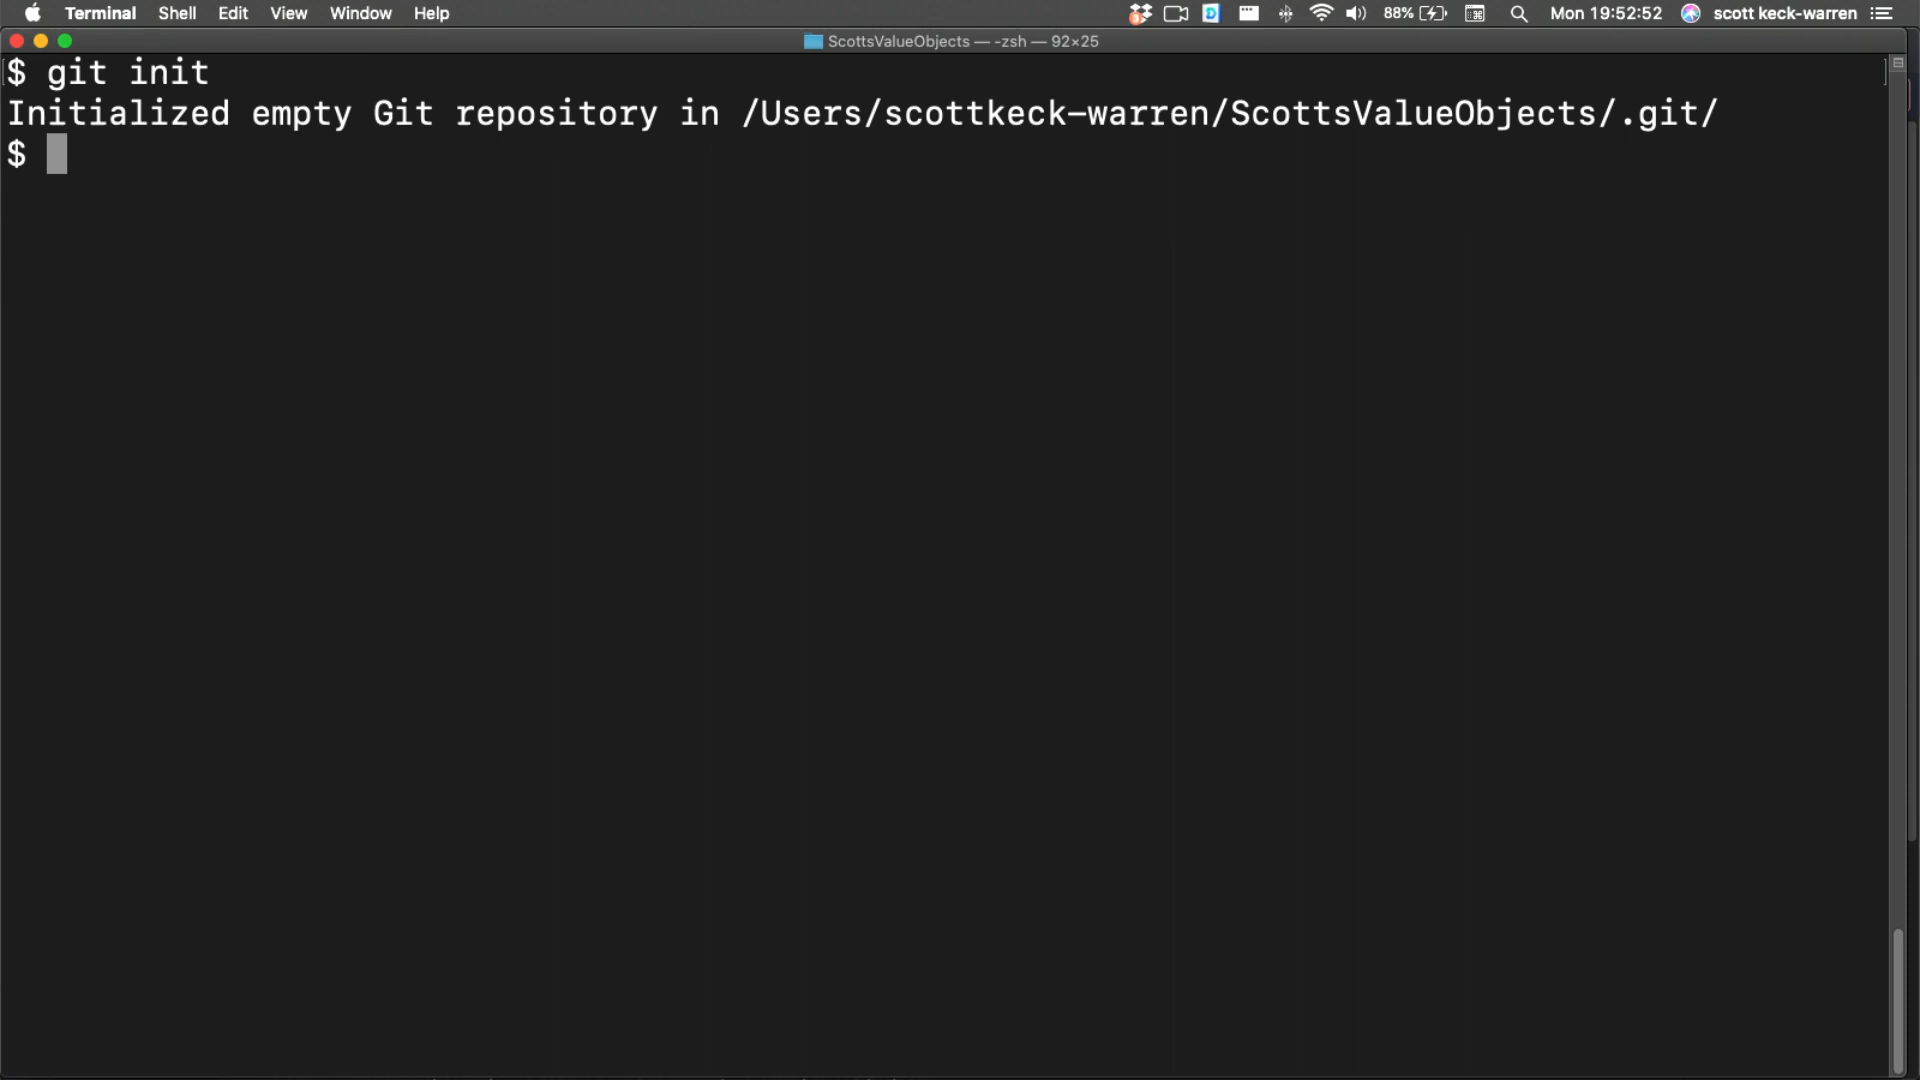 Terminal Shell Edit View Window Help 88% Mon 19:52:52 scott keck-warren
ScottsValueObjects — -zsh — 92×25
$ git init
Initialized empty Git repository in /Users/scottkeck-warren/ScottsValueObjects/.git/
$